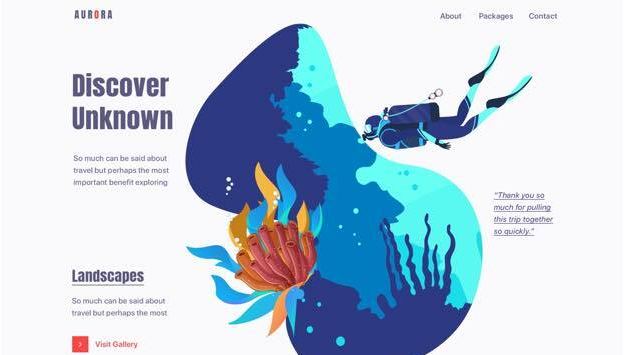 AURORA
About
Packages
Contact
Discover
Unknown
So much can be said about
travel but perhaps the most
important benefit exploring
"Thank you so
much for pulling
this trip together
so quickly."
Landscapes
So much can be said about
travel but perhaps the most
Visit Gallery